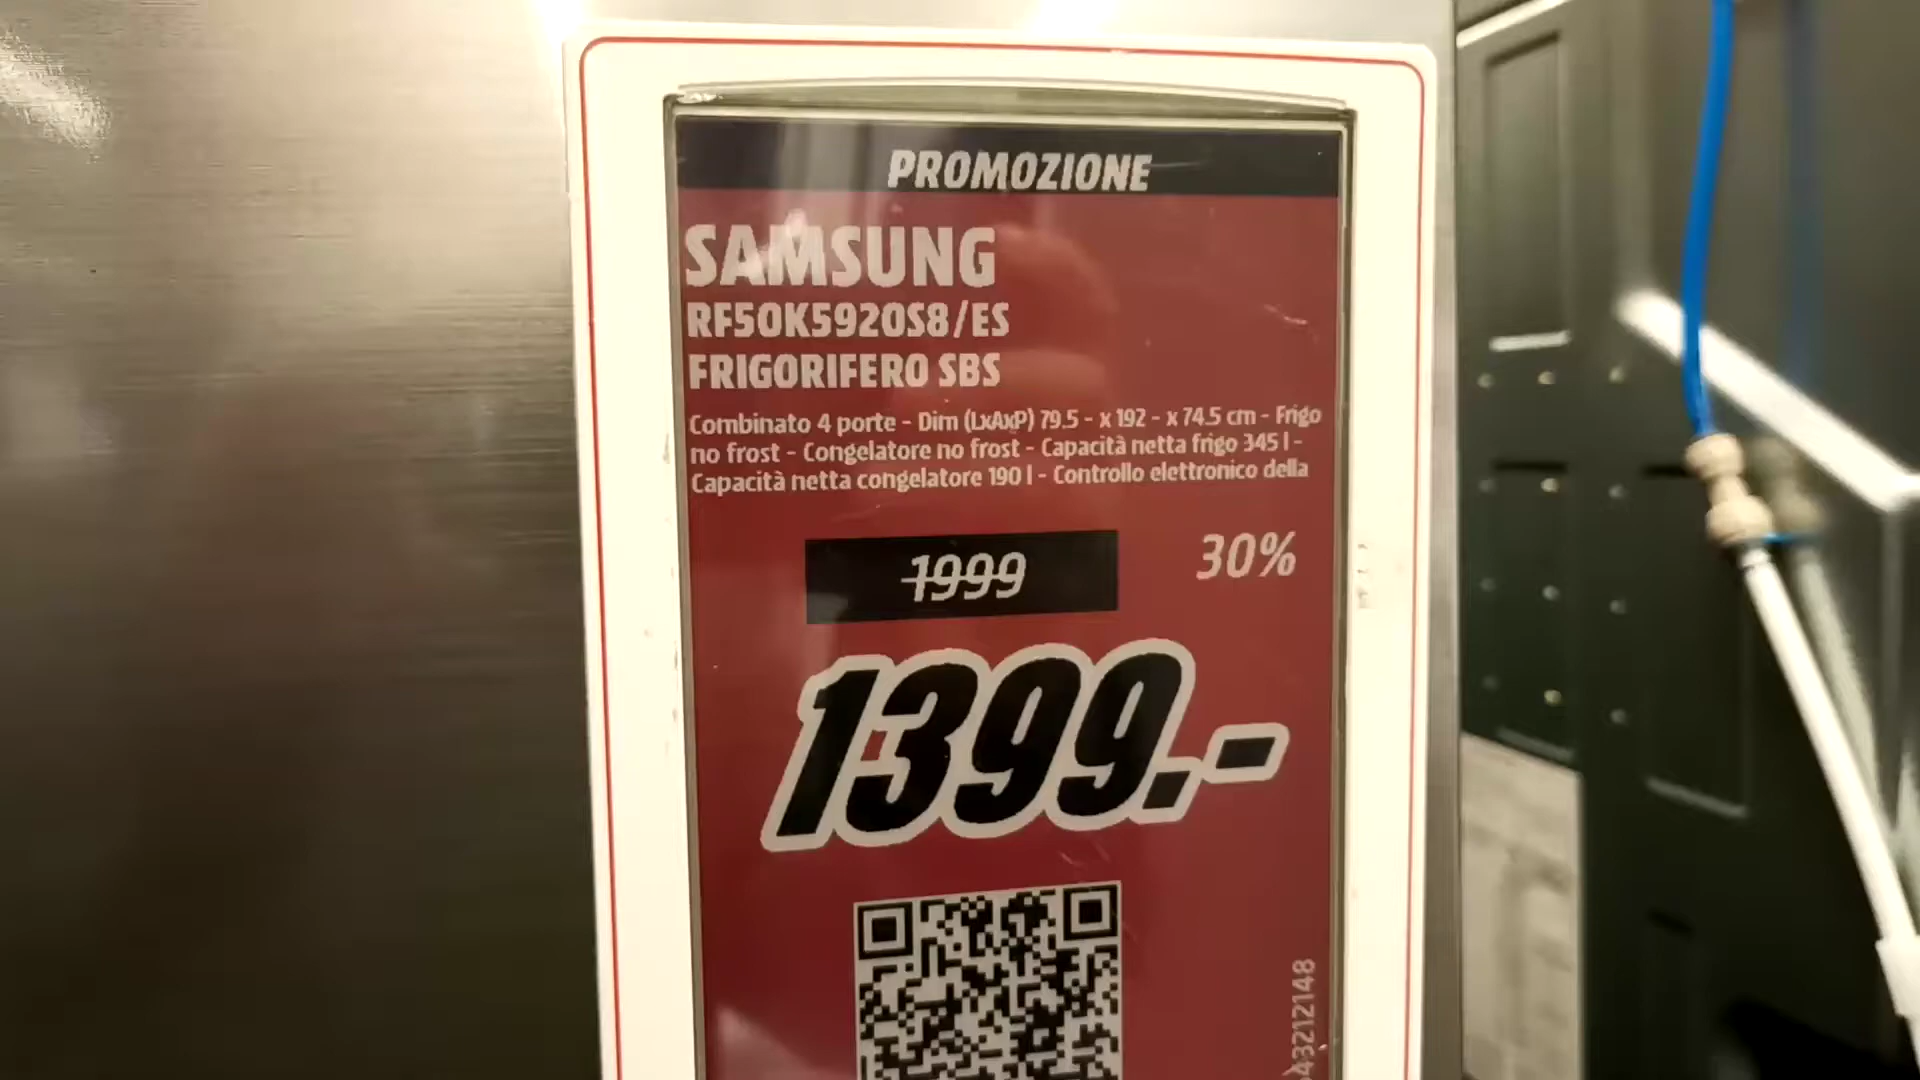 PROMOZIONE
SAMSUNG
RF50K5920S8/ES
FRIGORIFERO SBS
Combinato 4 porte - Dim (LxAxP) 79.5 - x 192 - x 74.5 cm - Frigo
no frost - Congelatore no frost - Capacità netta frigo 345 l -
Capacità netta congelatore 190 l - Controllo elettronico della
1999
30%
1399.-